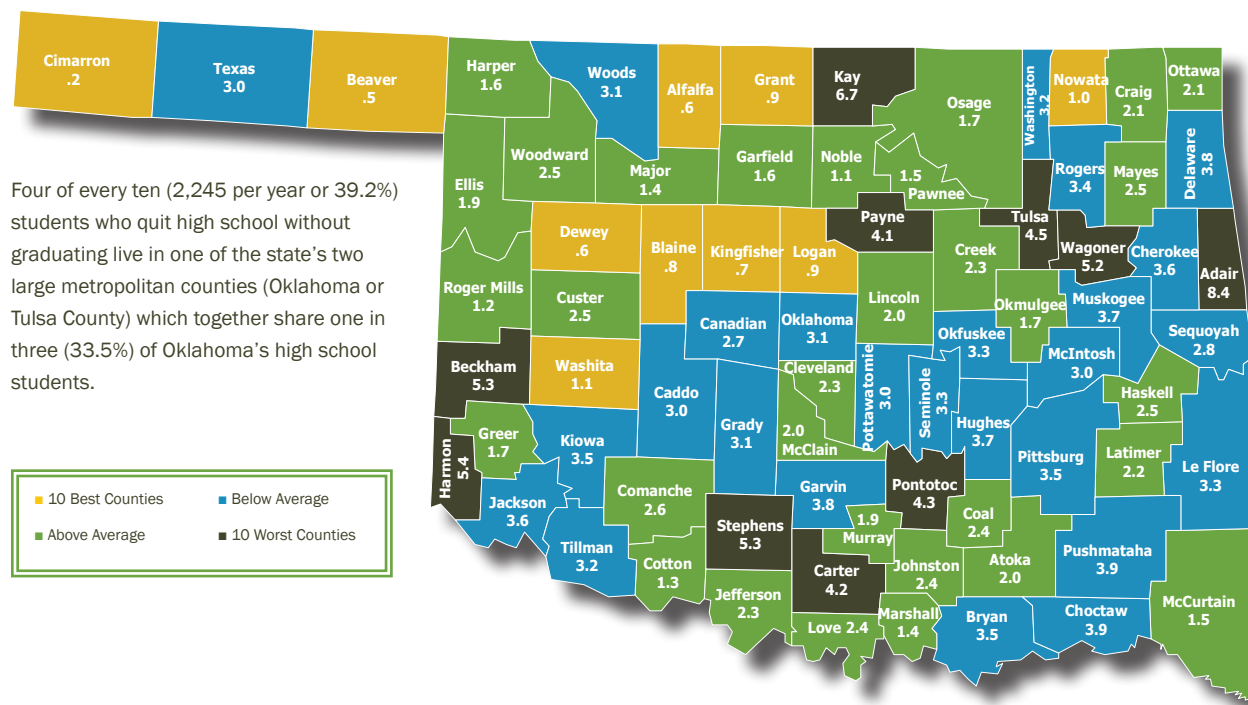 Cimarron
.2
Texas
3.0
Beaver
.5
Harper
1.6
Woods
3.1
Alfalfa
.6
Grant
.9
Kay
6.7
Osage
1.7
Washington
3.2
Nowata
1.0
Craig
2.1
Ottawa
2.1
Ellis
1.9
Woodward
2.5
Major
1.4
Garfield
1.6
Noble
1.1
1.5
Pawnee
Rogers
3.4
Mayes
2.5
Delaware
3.8
Four of every ten (2,245 per year or 39.2%)
students who quit high school without
graduating live in one of the state's two
large metropolitan counties (Oklahoma or
Tulsa County) which together share one in
three (33.5%) of Oklahoma's high school
students.
Roger Mills
1.2
Dewey
.6
Blaine
.8
Kingfisher
.7
Logan
.9
Payne
4.1
Creek
2.3
Tulsa
4.5
Wagoner
5.2
Cherokee
3.6
Adair
8.4
Custer
2.5
Canadian
2.7
Oklahoma
3.1
Lincoln
2.0
Okfuskee
3.3
Okmulgee
1.7
Muskogee
3.7
Sequoyah
2.8
Beckham
5.3
Washita
1.1
Caddo
3.0
Grady
3.1
Cleveland
2.3
2.0
McClain
Pottawatomie
3.0
Seminole
3.3
Hughes
3.7
McIntosh
3.0
Haskell
2.5
Harmon
5.4
Greer
1.7
Kiowa
3.5
Pittsburg
3.5
Latimer
2.2
Le Flore
3.3
Jackson
3.6
Comanche
2.6
Stephens
5.3
Garvin
3.8
Pontotoc
4.3
Coal
2.4
1.9
Murray
Tillman
3.2
Cotton
1.3
Jefferson
2.3
Carter
4.2
Johnston
2.4
Atoka
2.0
Pushmataha
3.9
McCurtain
1.5
Love 2.4
Marshall
1.4
Bryan
3.5
Choctaw
3.9
10 Best Counties
Below Average
Above Average
10 Worst Counties